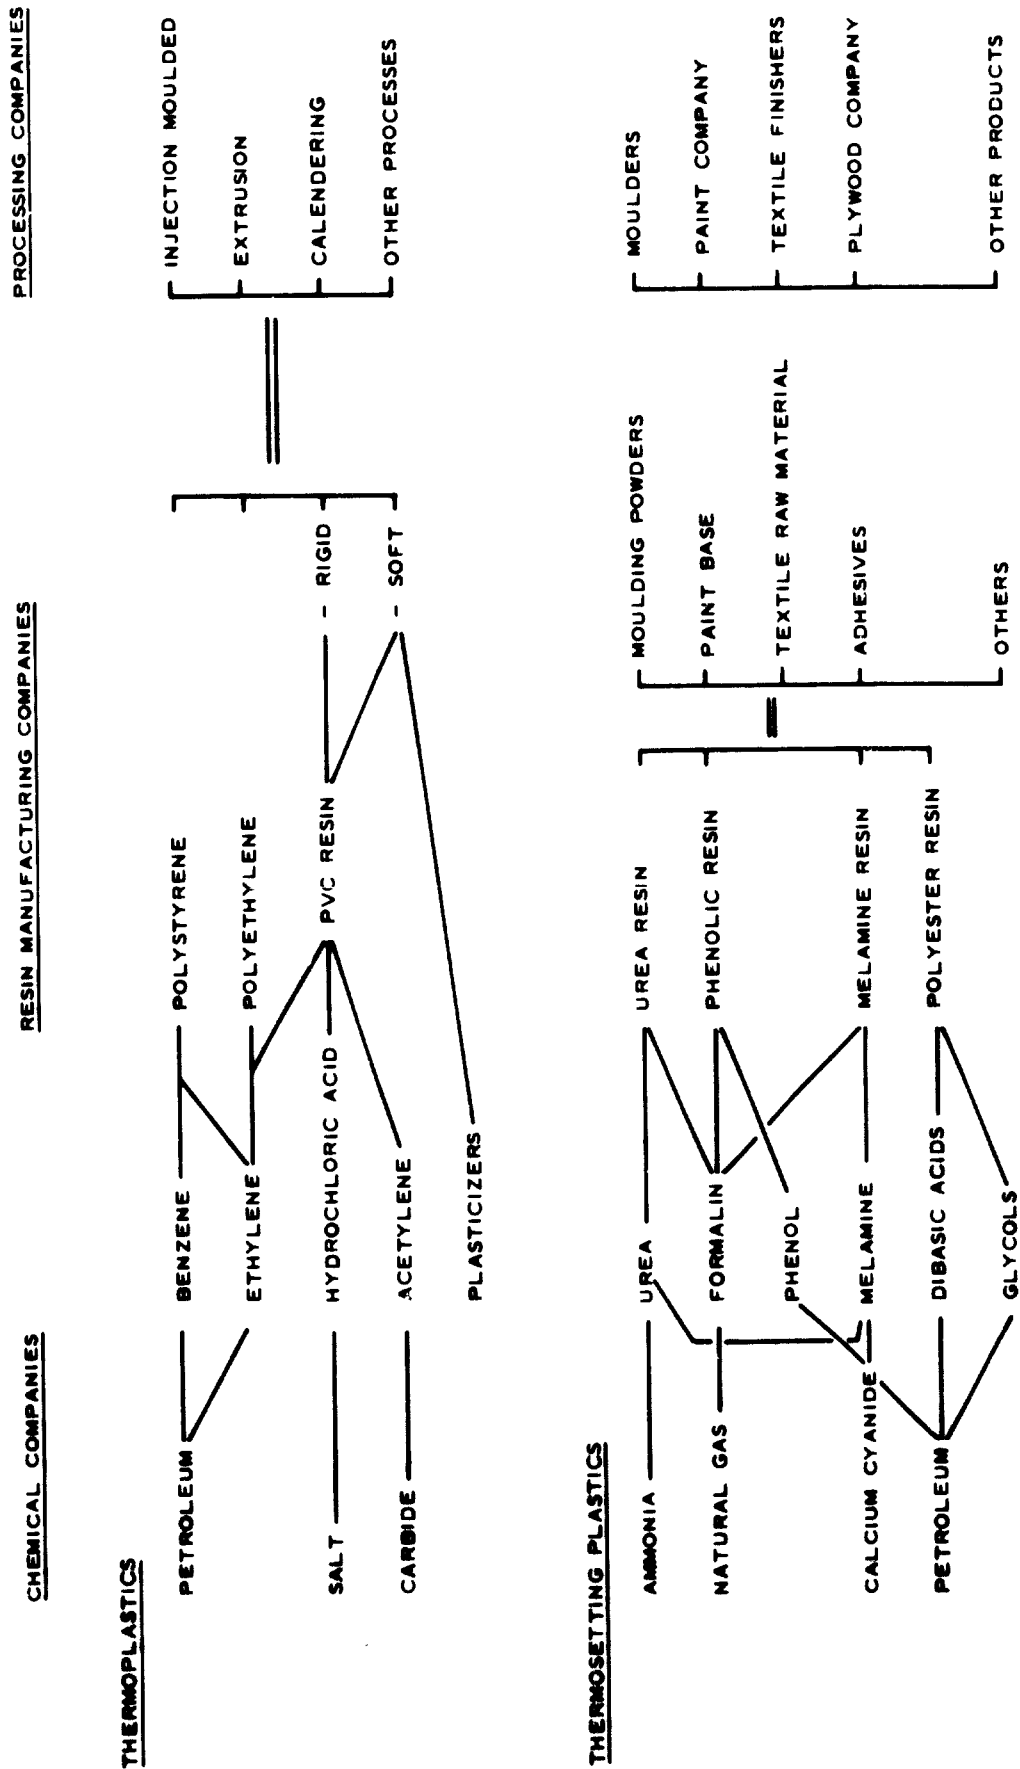 CHEMICAL COMPANIES
RESIN MANUFACTURING COMPANIES
PROCESSING COMPANIES
THERMOPLASTICS
PETROLEUM
BENZENE
POLYSTYRENE
INJECTION MOULDED
ETHYLENE
POLYETHYLENE
EXTRUSION
SALT
HYDROCHLORIC ACID
PVC RESIN
- RIGID
CALENDERING
CARBIDE
ACETYLENE
- SOFT
OTHER PROCESSES
PLASTICIZERS
THERMOSETTING PLASTICS
AMMONIA
UREA
UREA RESIN
MOULDING POWDERS
MOULDERS
NATURAL GAS
FORMALIN
PHENOLIC RESIN
PAINT BASE
PAINT COMPANY
PHENOL
TEXTILE RAW MATERIAL
TEXTILE FINISHERS
CALCIUM CYANIDE
MELAMINE
MELAMINE RESIN
ADHESIVES
PLYWOOD COMPANY
PETROLEUM
DIBASIC ACIDS
POLYESTER RESIN
GLYCOLS
OTHERS
OTHER PRODUCTS